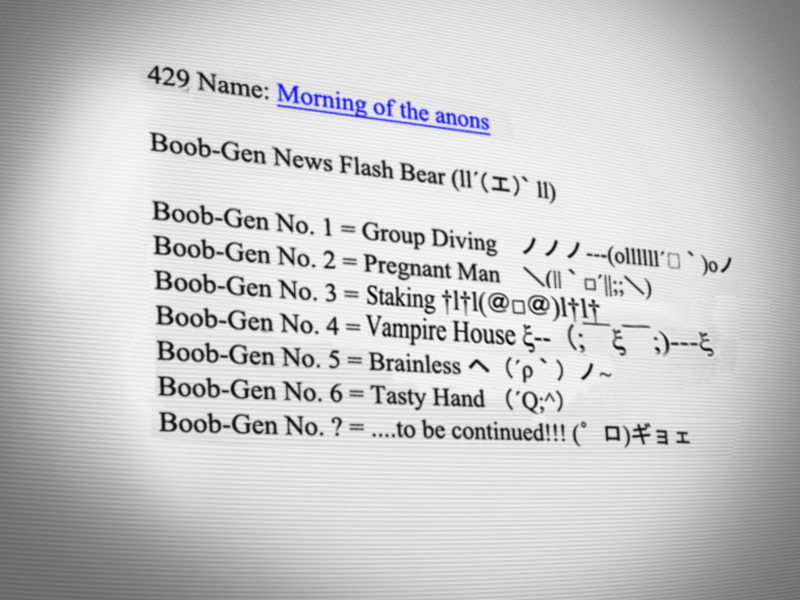 429 Name: Morning of the anons
Boob-Gen News Flash Bear (ll´(エ)` ll)
Boob-Gen No. 1 = Group Diving ノノノ---(olllllll´□｀)oノ
Boob-Gen No. 2 = Pregnant Man ＼(||｀□´||;;＼)
Boob-Gen No. 3 = Staking †l†l(@□@)l†l†
Boob-Gen No. 4 = Vampire House ξ--（;￣ξ￣;)---ξ
Boob-Gen No. 5 = Brainless ヘ（´ρ｀）ノ~
Boob-Gen No. 6 = Tasty Hand （´Q;^）
Boob-Gen No. ? = ....to be continued!!! (゜ロ)ギョェ